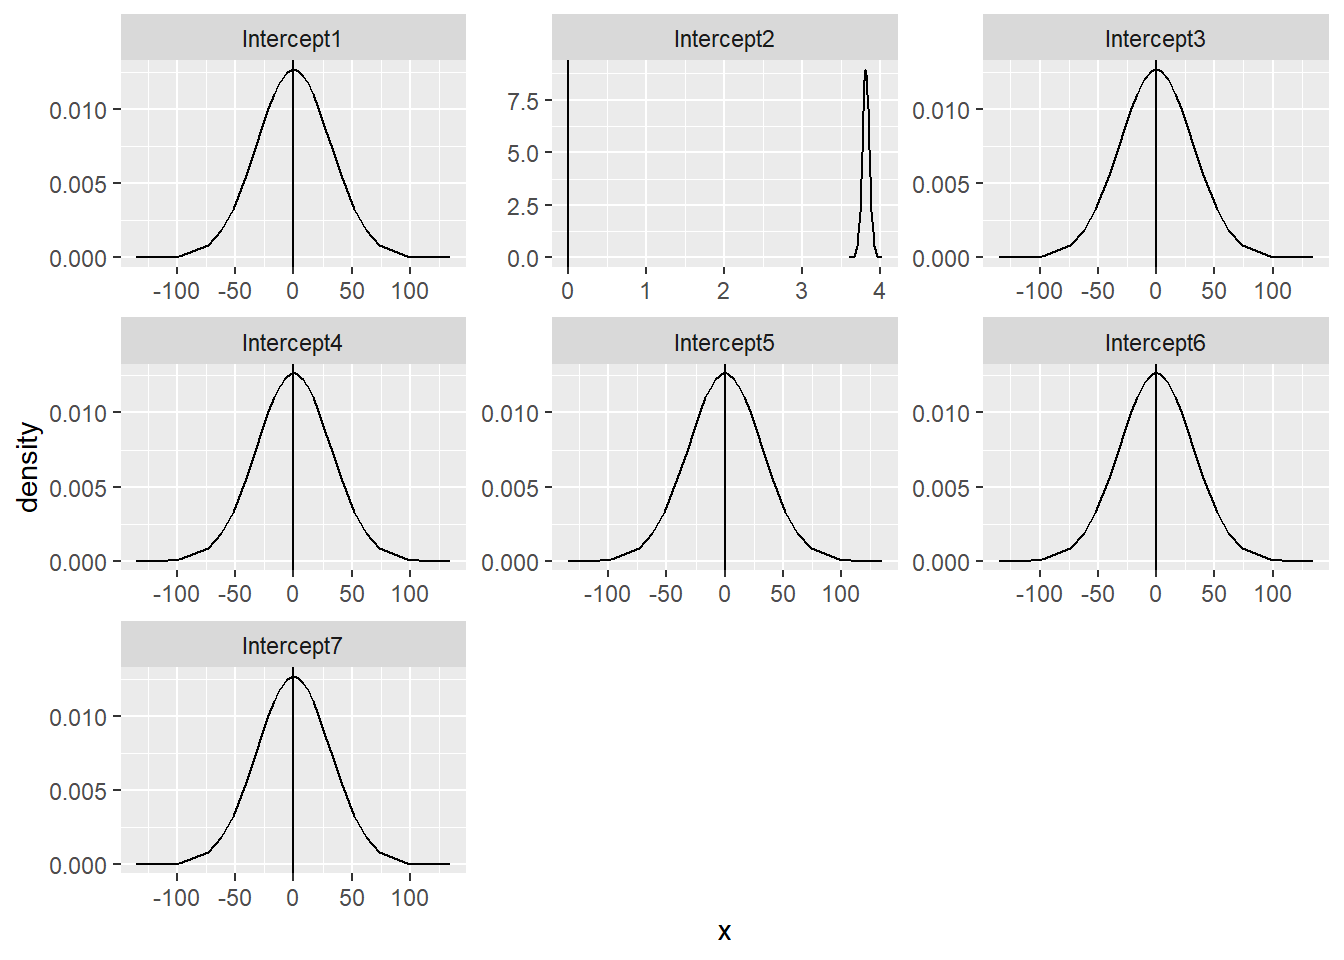 Intercept1 Intercept2 Intercept3
0.010 7.5 0.010
5.0
0.005 2.5 0.005
0.000 0.0 0.000
-100 -50 0 50 100 0 1 2 3 4 -100 -50 0 50 100
Intercept4 Intercept5 Intercept6
0.010 0.010 0.010
density
0.005 0.005 0.005
0.000 0.000 0.000
-100 -50 0 50 100 -100 -50 0 50 100 -100 -50 0 50 100
Intercept7
0.010
0.005
0.000
-100 -50 0 50 100
x